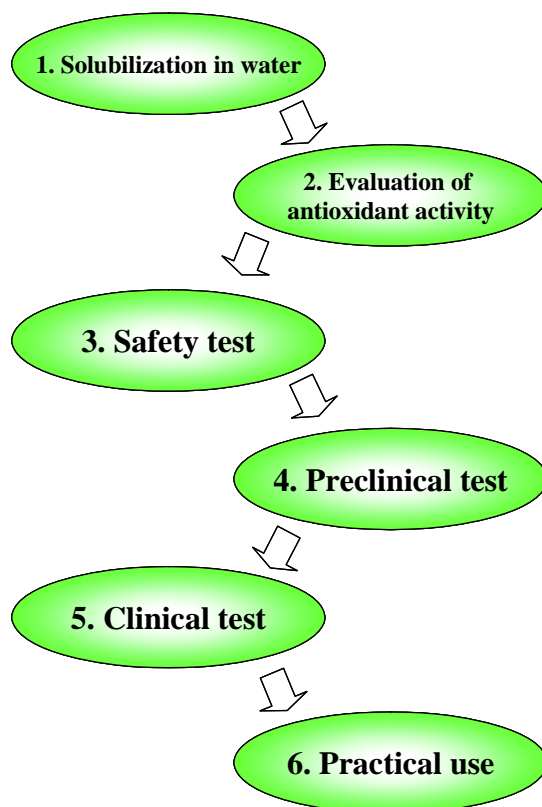 1. Solubilization in water
2. Evaluation of
antioxidant activity
3. Safety test
4. Preclinical test
5. Clinical test
6. Practical use